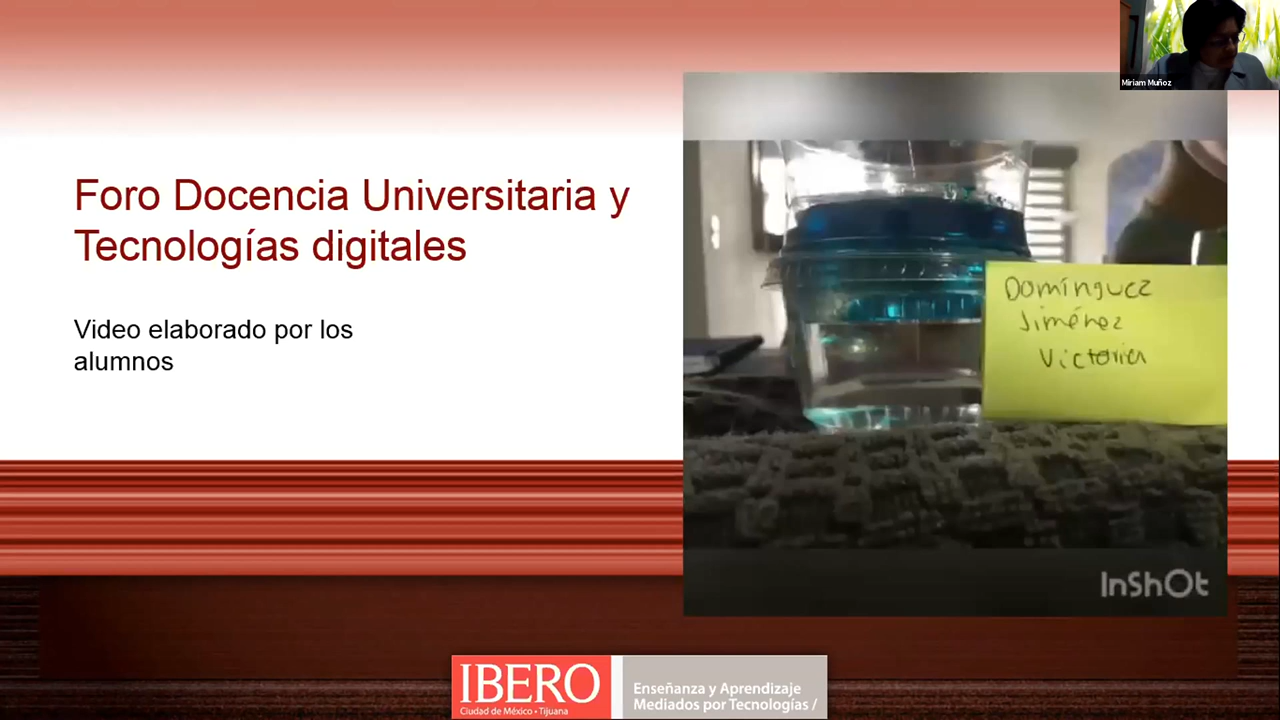 Miriam Muñoz
Foro Docencia Universitaria y
Tecnologías digitales
Video elaborado por los
alumnos
Domínguez
Jiménez
Victoria
InShOt
IBERO
Ciudad de México • Tijuana
Enseñanza y Aprendizaje
Mediados por Tecnologías /